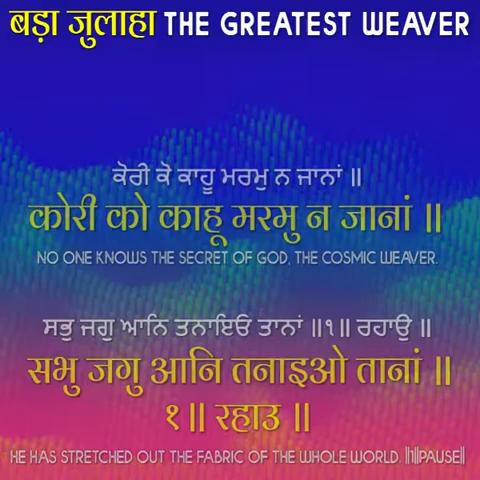 बड़ा जुलाहा THE GREATEST WEAVER
ਕੋਰੀ ਕੋ ਕਾਹੂ ਮਰਮੁ ਨ ਜਾਨਾਂ ॥
कोरी को काहू मरमु न जानां ॥
NO ONE KNOWS THE SECRET OF GOD, THE COSMIC WEAVER.
ਸਭੁ ਜਗੁ ਆਨਿ ਤਨਾਇਓ ਤਾਨਾਂ ॥੧॥ ਰਹਾਉ ॥
सभु जगु आनि तनाइओ तानां ॥
१ ॥ रहाउ ॥
HE HAS STRETCHED OUT THE FABRIC OF THE WHOLE WORLD. ||1||PAUSE||